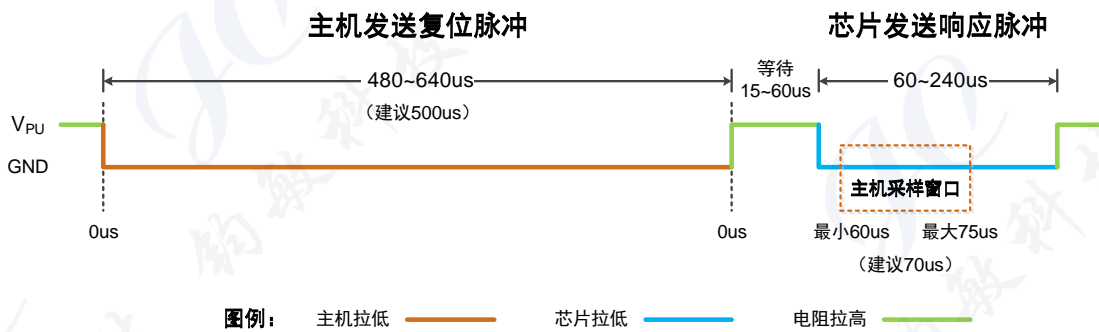 主机发送复位脉冲 芯片发送响应脉冲
480~640us
(建议500us)
等待
15~60us
60~240us
VPU
GND
主机采样窗口
0us 0us 最小60us 最大75us
(建议70us)
图例: 主机拉低 芯片拉低 电阻拉高